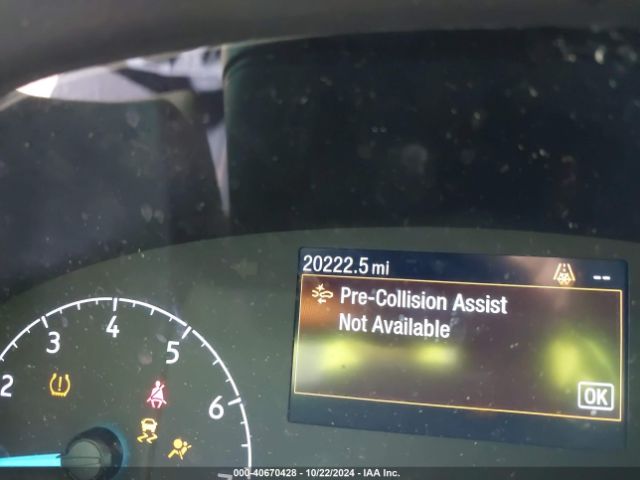 20222.5 mi
--
Pre-Collision Assist
Not Available
OK
2
3
4
5
6
000-40670428 - 10/22/2024 - IAA Inc.